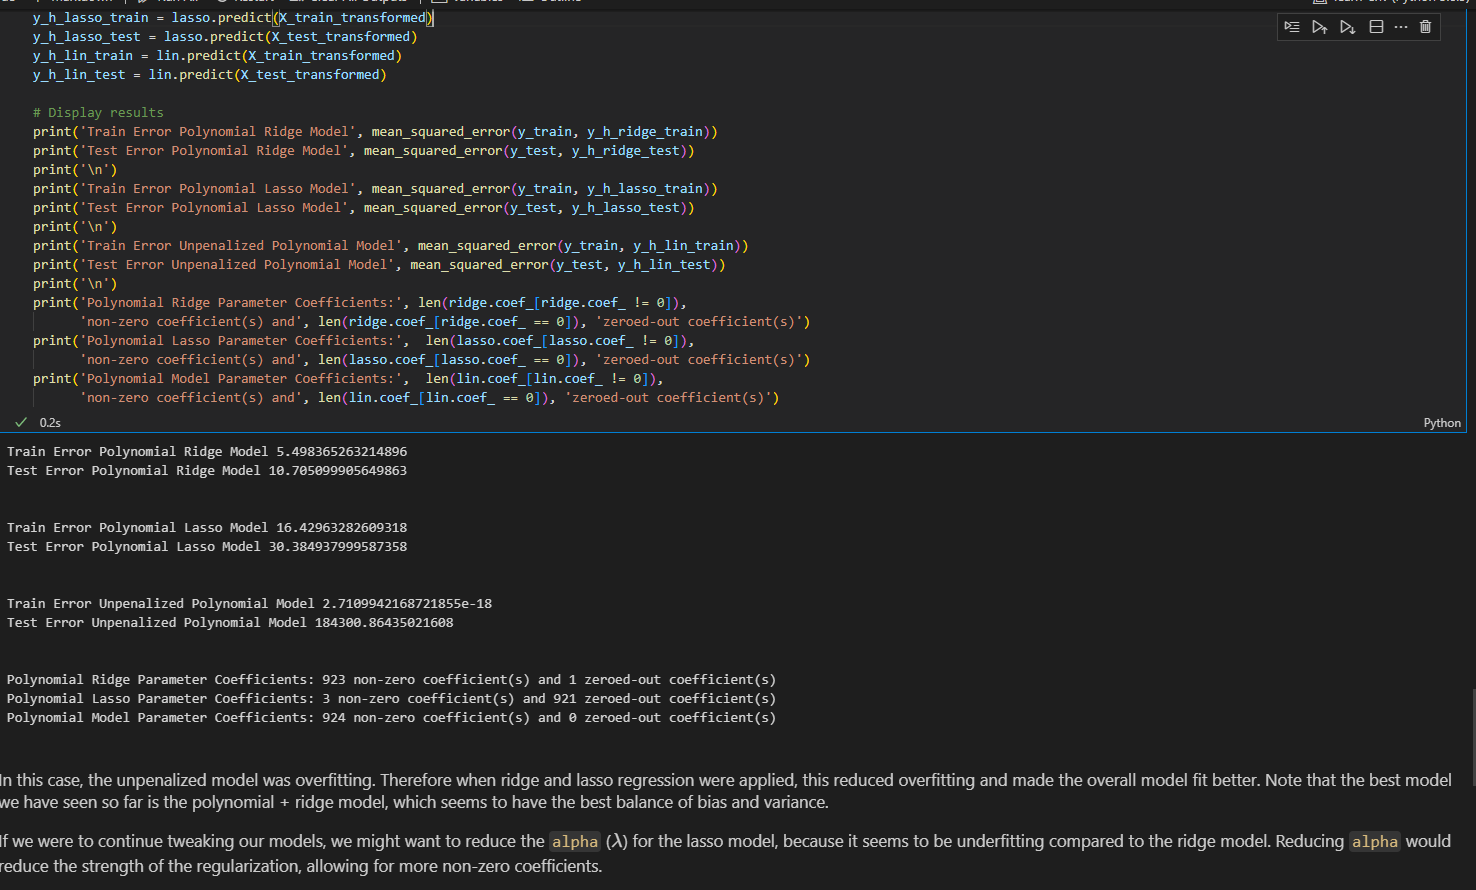 y_h_lasso_train = lasso.predict(X_train_transformed)
y_h_lasso_test = lasso.predict(X_test_transformed)
y_h_lin_train = lin.predict(X_train_transformed)
y_h_lin_test = lin.predict(X_test_transformed)
# Display results
print('Train Error Polynomial Ridge Model', mean_squared_error(y_train, y_h_ridge_train))
print('Test Error Polynomial Ridge Model', mean_squared_error(y_test, y_h_ridge_test))
print('\n')
print('Train Error Polynomial Lasso Model', mean_squared_error(y_train, y_h_lasso_train))
print('Test Error Polynomial Lasso Model', mean_squared_error(y_test, y_h_lasso_test))
print('\n')
print('Train Error Unpenalized Polynomial Model', mean_squared_error(y_train, y_h_lin_train))
print('Test Error Unpenalized Polynomial Model', mean_squared_error(y_test, y_h_lin_test))
print('\n')
print('Polynomial Ridge Parameter Coefficients:', len(ridge.coef_[ridge.coef_ != 0]),
'non-zero coefficient(s) and', len(ridge.coef_[ridge.coef_ == 0]), 'zeroed-out coefficient(s)')
print('Polynomial Lasso Parameter Coefficients:',  len(lasso.coef_[lasso.coef_ != 0]),
'non-zero coefficient(s) and', len(lasso.coef_[lasso.coef_ == 0]), 'zeroed-out coefficient(s)')
print('Polynomial Model Parameter Coefficients:',  len(lin.coef_[lin.coef_ != 0]),
'non-zero coefficient(s) and', len(lin.coef_[lin.coef_ == 0]), 'zeroed-out coefficient(s)')
0.2s Python
Train Error Polynomial Ridge Model 5.498365263214896
Test Error Polynomial Ridge Model 10.705099905649863
Train Error Polynomial Lasso Model 16.42963282609318
Test Error Polynomial Lasso Model 30.384937999587358
Train Error Unpenalized Polynomial Model 2.7109942168721855e-18
Test Error Unpenalized Polynomial Model 184300.86435021608
Polynomial Ridge Parameter Coefficients: 923 non-zero coefficient(s) and 1 zeroed-out coefficient(s)
Polynomial Lasso Parameter Coefficients: 3 non-zero coefficient(s) and 921 zeroed-out coefficient(s)
Polynomial Model Parameter Coefficients: 924 non-zero coefficient(s) and 0 zeroed-out coefficient(s)
In this case, the unpenalized model was overfitting. Therefore when ridge and lasso regression were applied, this reduced overfitting and made the overall model fit better. Note that the best model
we have seen so far is the polynomial + ridge model, which seems to have the best balance of bias and variance.
If we were to continue tweaking our models, we might want to reduce the alpha (λ) for the lasso model, because it seems to be underfitting compared to the ridge model. Reducing alpha would
reduce the strength of the regularization, allowing for more non-zero coefficients.